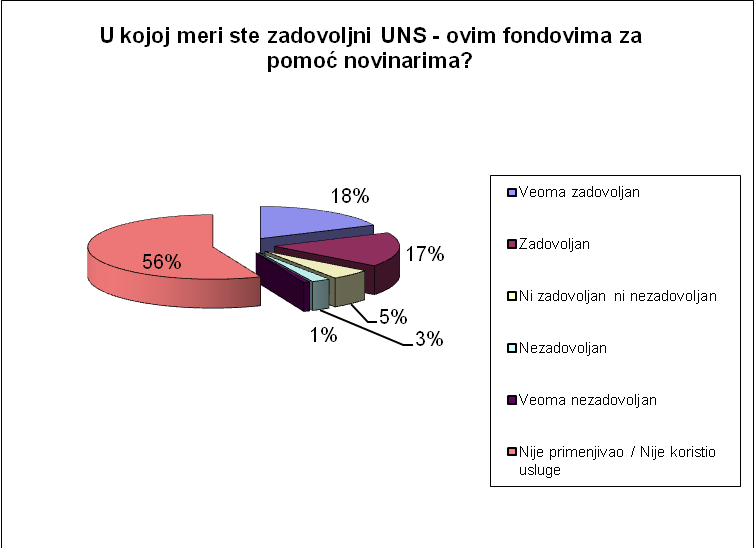 U kojoj meri ste zadovoljni UNS - ovim fondovima za
pomoć novinarima?
18%
17%
56%
5%
3%
1%
Veoma zadovoljan
Zadovoljan
Ni zadovoljan ni nezadovoljan
Nezadovoljan
Veoma nezadovoljan
Nije primenjivao / Nije koristio
usluge